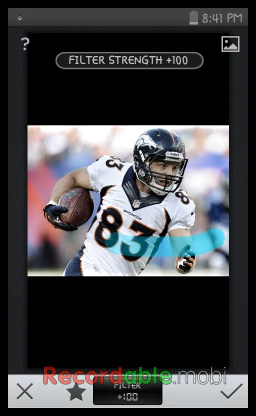 8:41 PM
?
FILTER STRENGTH +100
83
83
Recordable.mobi
FILTER
+100